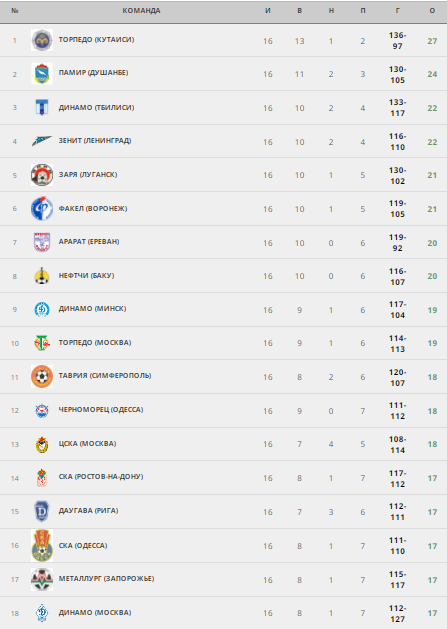 № КОМАНДА И В Н П Г О
1 ТОРПЕДО (КУТАИСИ) 16 13 1 2 136-97 27
2 ПАМИР (ДУШАНБЕ) 16 11 2 3 130-105 24
3 ДИНАМО (ТБИЛИСИ) 16 10 2 4 133-117 22
4 ЗЕНИТ (ЛЕНИНГРАД) 16 10 2 4 116-110 22
5 ЗАРЯ (ЛУГАНСК) 16 10 1 5 130-102 21
6 ФАКЕЛ (ВОРОНЕЖ) 16 10 1 5 119-105 21
7 АРАРАТ (ЕРЕВАН) 16 10 0 6 119-92 20
8 НЕФТЧИ (БАКУ) 16 10 0 6 116-107 20
9 ДИНАМО (МИНСК) 16 9 1 6 117-104 19
10 ТОРПЕДО (МОСКВА) 16 9 1 6 114-113 19
11 ТАВРИЯ (СИМФЕРОПОЛЬ) 16 8 2 6 120-107 18
12 ЧЕРНОМОРЕЦ (ОДЕССА) 16 9 0 7 111-112 18
13 ЦСКА (МОСКВА) 16 7 4 5 108-114 18
14 СКА (РОСТОВ-НА-ДОНУ) 16 8 1 7 117-112 17
15 ДАУГАВА (РИГА) 16 7 3 6 112-111 17
16 СКА (ОДЕССА) 16 8 1 7 111-110 17
17 МЕТАЛЛУРГ (ЗАПОРОЖЬЕ) 16 8 1 7 115-117 17
18 ДИНАМО (МОСКВА) 16 8 1 7 112-127 17